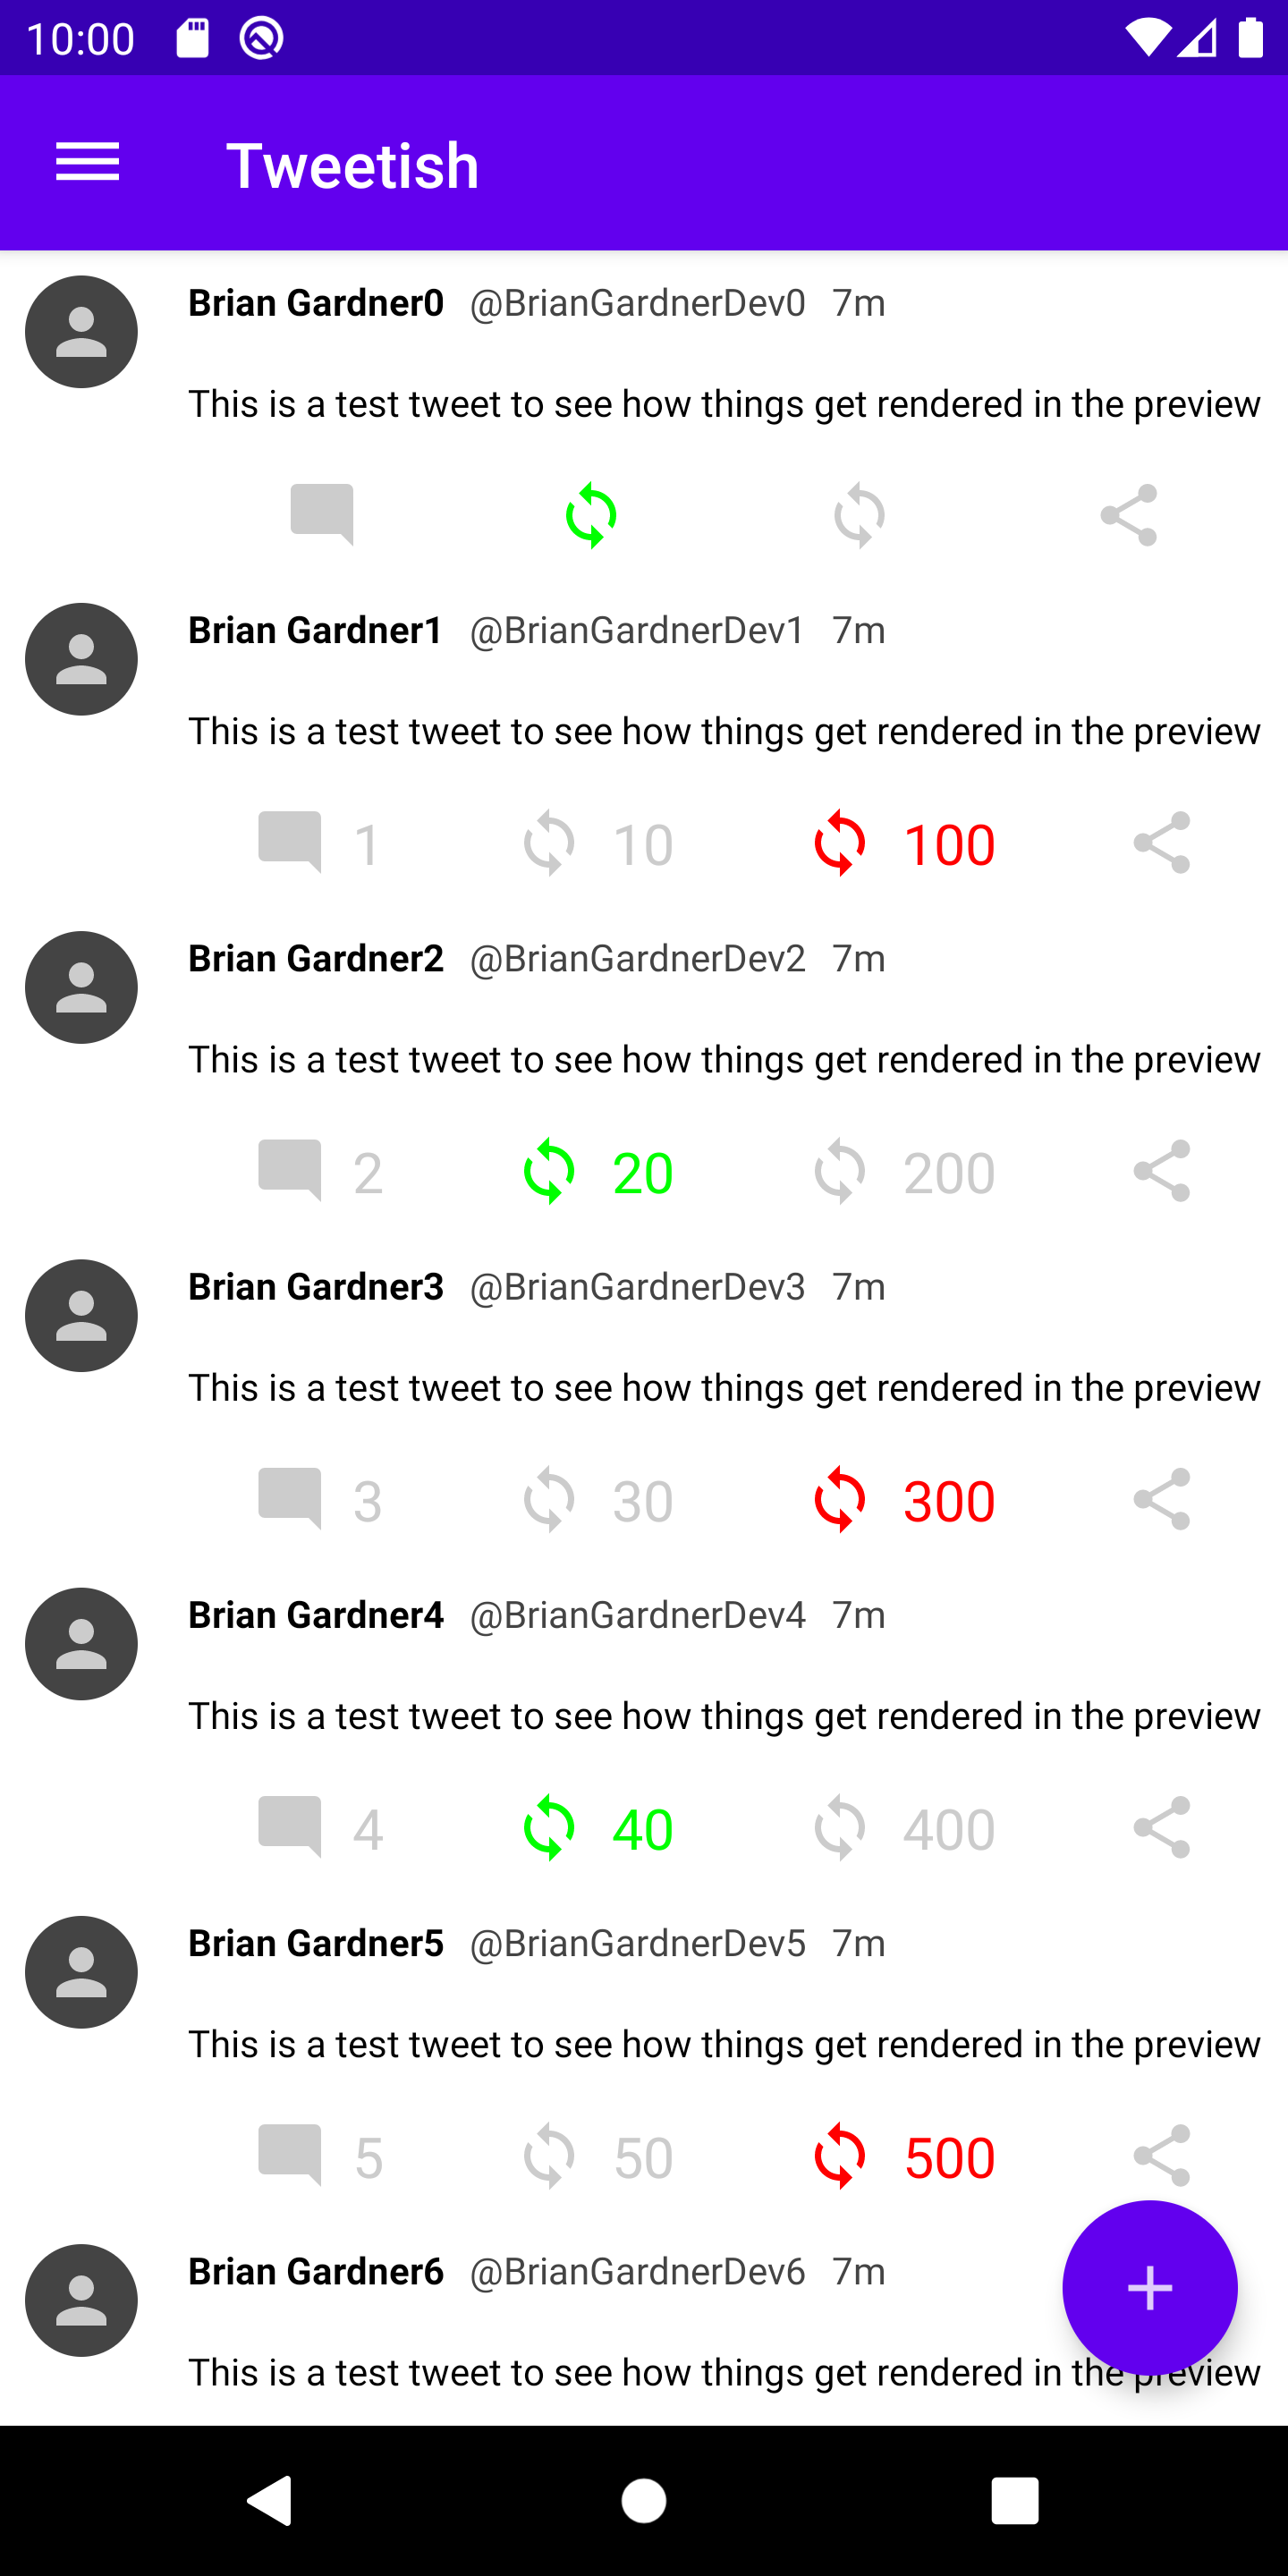 10:00
Tweetish
Brian Gardner0 @BrianGardnerDev0 7m
This is a test tweet to see how things get rendered in the preview
Brian Gardner1 @BrianGardnerDev1 7m
This is a test tweet to see how things get rendered in the preview
1 10 100
Brian Gardner2 @BrianGardnerDev2 7m
This is a test tweet to see how things get rendered in the preview
2 20 200
Brian Gardner3 @BrianGardnerDev3 7m
This is a test tweet to see how things get rendered in the preview
3 30 300
Brian Gardner4 @BrianGardnerDev4 7m
This is a test tweet to see how things get rendered in the preview
4 40 400
Brian Gardner5 @BrianGardnerDev5 7m
This is a test tweet to see how things get rendered in the preview
5 50 500
Brian Gardner6 @BrianGardnerDev6 7m
This is a test tweet to see how things get rendered in the preview